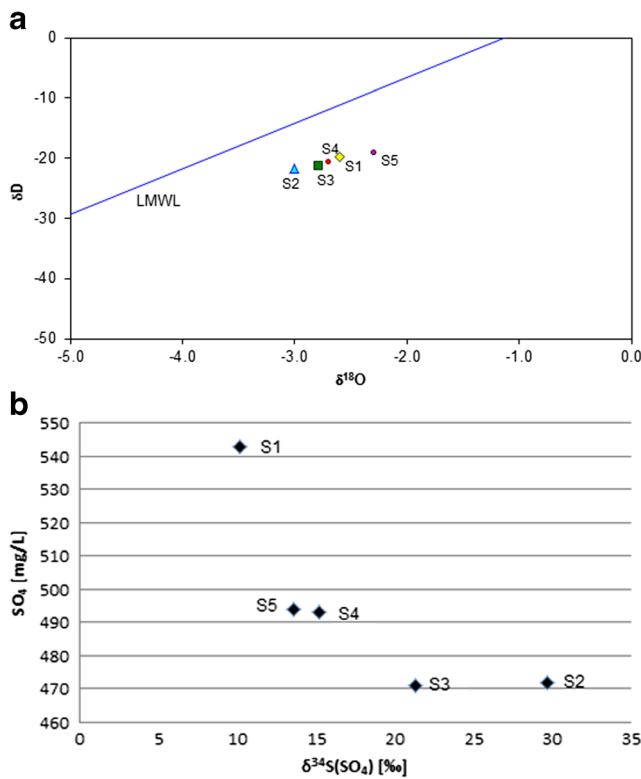 a
0
-10
-20
-30
-40
-50
δD
LMWL
S4
S1
S5
S2
S3
-5.0 -4.0 -3.0 -2.0 -1.0 0.0
δ¹⁸O
b
550
540
530
520
510
500
490
480
470
460
SO₄ [mg/L]
S1
S5
S4
S3
S2
0 5 10 15 20 25 30 35
δ³⁴S(SO₄) [‰]